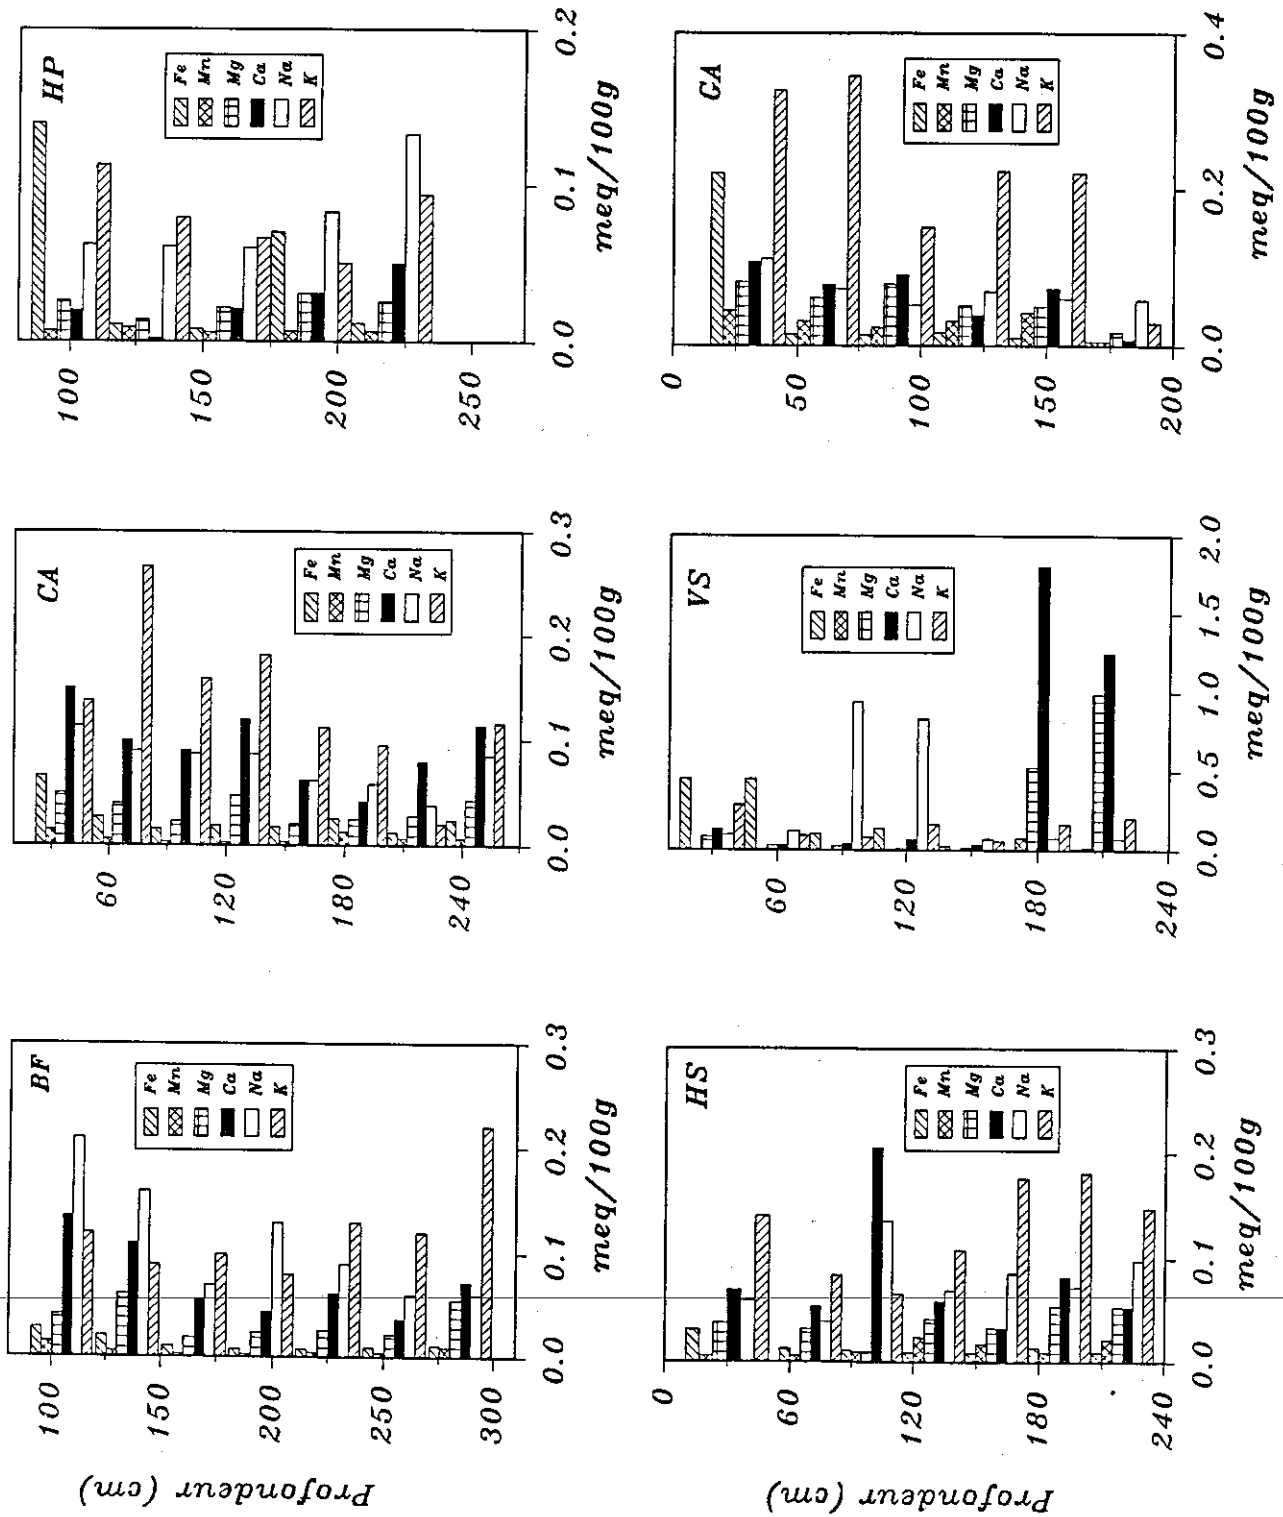 HP
Fe
Mn
Mg
Ca
Na
K
100
150
200
250
0.0
0.1
0.2
meq/100g
GA
Fe
Mn
Mg
Ca
Na
K
0
50
100
150
200
0.0
0.2
0.4
meq/100g
CA
Fe
Mn
Mg
Ca
Na
K
60
120
180
240
0.0
0.1
0.2
0.3
meq/100g
VS
Fe
Mn
Mg
Ca
Na
K
60
120
180
240
0.0
0.5
1.0
1.5
2.0
meq/100g
BF
Fe
Mn
Mg
Ca
Na
K
100
150
200
250
300
0.0
0.1
0.2
0.3
meq/100g
Profondeur (cm)
HS
Fe
Mn
Mg
Ca
Na
K
0
60
120
180
240
0.0
0.1
0.2
0.3
meq/100g
Profondeur (cm)